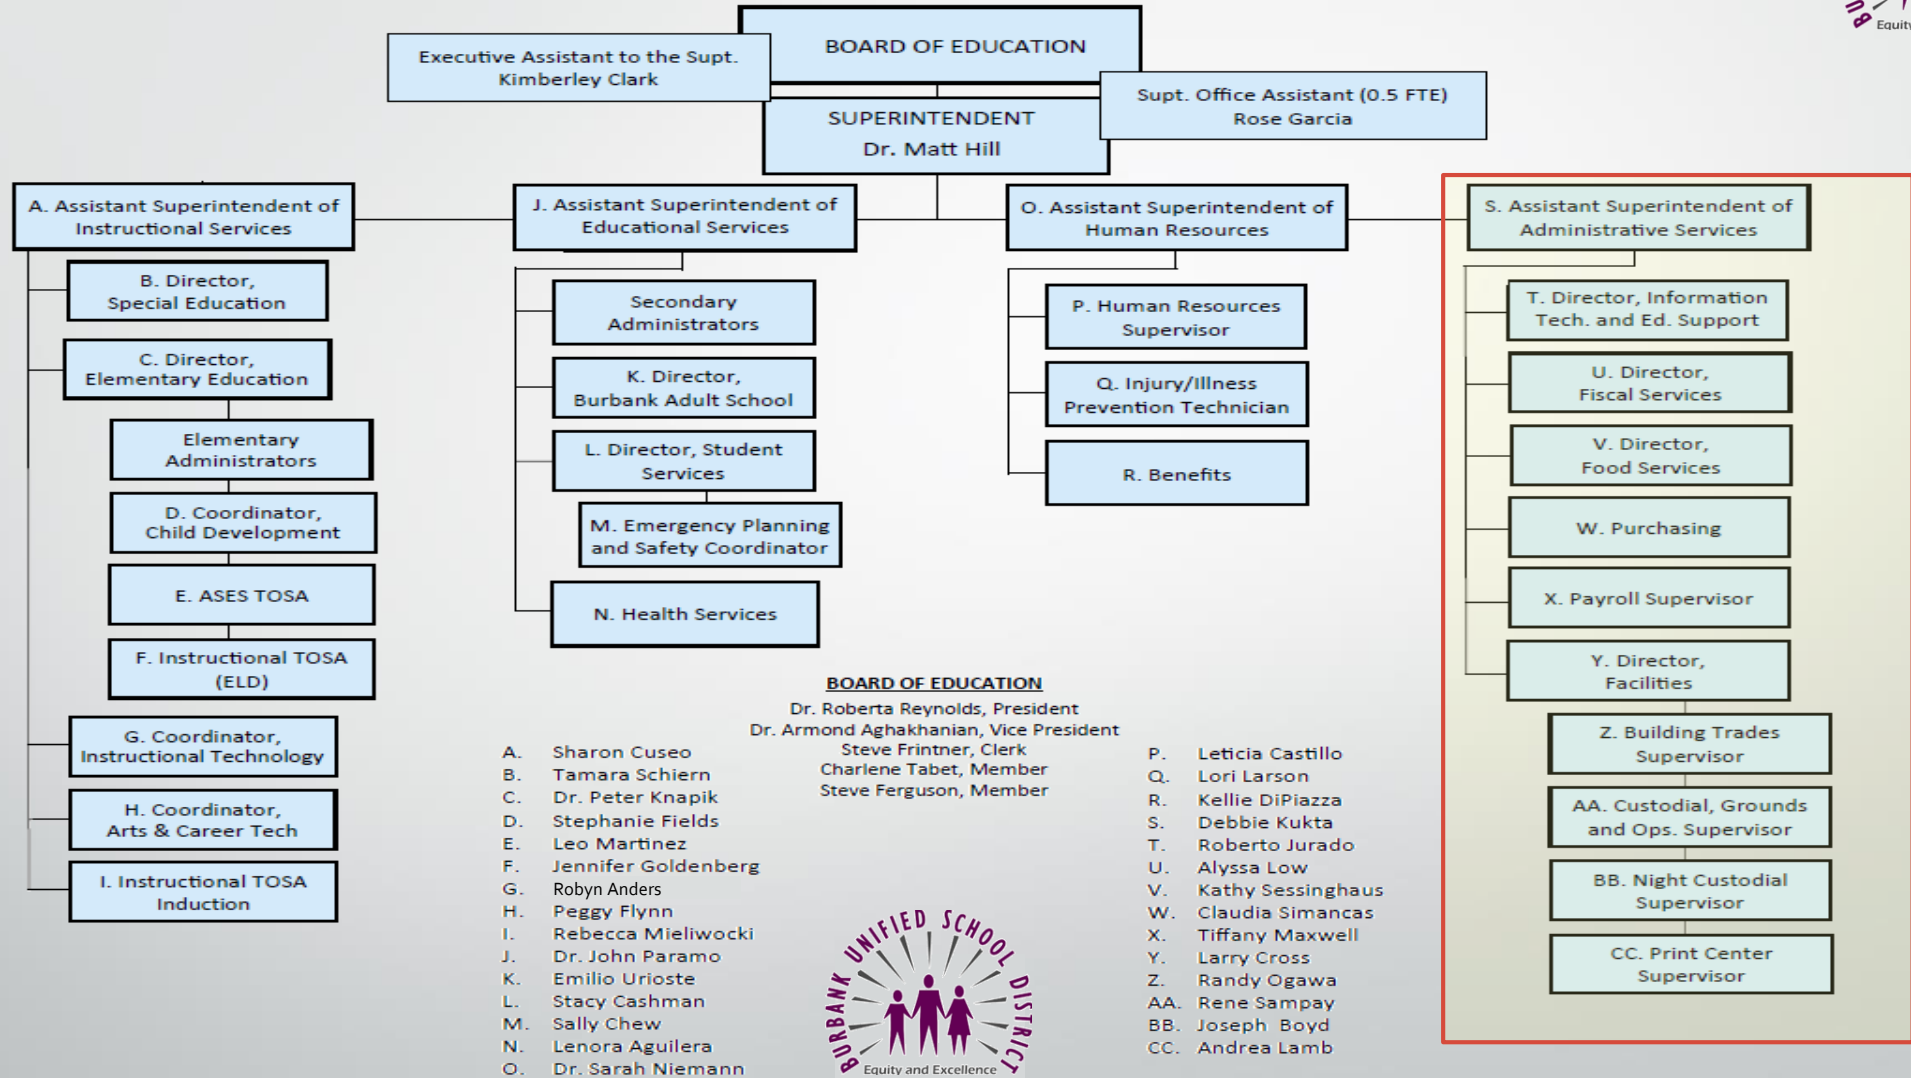 BOARD OF EDUCATION
Executive Assistant to the Supt.
Kimberley Clark
Supt. Office Assistant (0.5 FTE)
Rose Garcia
SUPERINTENDENT
Dr. Matt Hill
Equity
A. Assistant Superintendent of
Instructional Services
B. Director,
Special Education
C. Director,
Elementary Education
Elementary
Administrators
D. Coordinator,
Child Development
E. ASES TOSA
F. Instructional TOSA
(ELD)
G. Coordinator,
Instructional Technology
H. Coordinator,
Arts & Career Tech
I. Instructional TOSA
Induction
J. Assistant Superintendent of
Educational Services
Secondary
Administrators
K. Director,
Burbank Adult School
L. Director, Student
Services
M. Emergency Planning
and Safety Coordinator
N. Health Services
O. Assistant Superintendent of
Human Resources
P. Human Resources
Supervisor
Q. Injury/Illness
Prevention Technician
R. Benefits
S. Assistant Superintendent of
Administrative Services
T. Director, Information
Tech. and Ed. Support
U. Director,
Fiscal Services
V. Director,
Food Services
W. Purchasing
X. Payroll Supervisor
Y. Director,
Facilities
Z. Building Trades
Supervisor
AA. Custodial, Grounds
and Ops. Supervisor
BB. Night Custodial
Supervisor
CC. Print Center
Supervisor
BOARD OF EDUCATION
Dr. Roberta Reynolds, President
Dr. Armond Aghakhanian, Vice President
Steve Frintner, Clerk
Charlene Tabet, Member
Steve Ferguson, Member
A. Sharon Cuseo
B. Tamara Schiern
C. Dr. Peter Knapik
D. Stephanie Fields
E. Leo Martinez
F. Jennifer Goldenberg
G. Robyn Anders
H. Peggy Flynn
I. Rebecca Mieliwocki
J. Dr. John Paramo
K. Emilio Urioste
L. Stacy Cashman
M. Sally Chew
N. Lenora Aguilera
O. Dr. Sarah Niemann
P. Leticia Castillo
Q. Lori Larson
R. Kellie DiPiazza
S. Debbie Kukta
T. Roberto Jurado
U. Alyssa Low
V. Kathy Sessinghaus
W. Claudia Simancas
X. Tiffany Maxwell
Y. Larry Cross
Z. Randy Ogawa
AA. Rene Sampay
BB. Joseph Boyd
CC. Andrea Lamb
BURBANK UNIFIED SCHOOL DISTRICT
Equity and Excellence